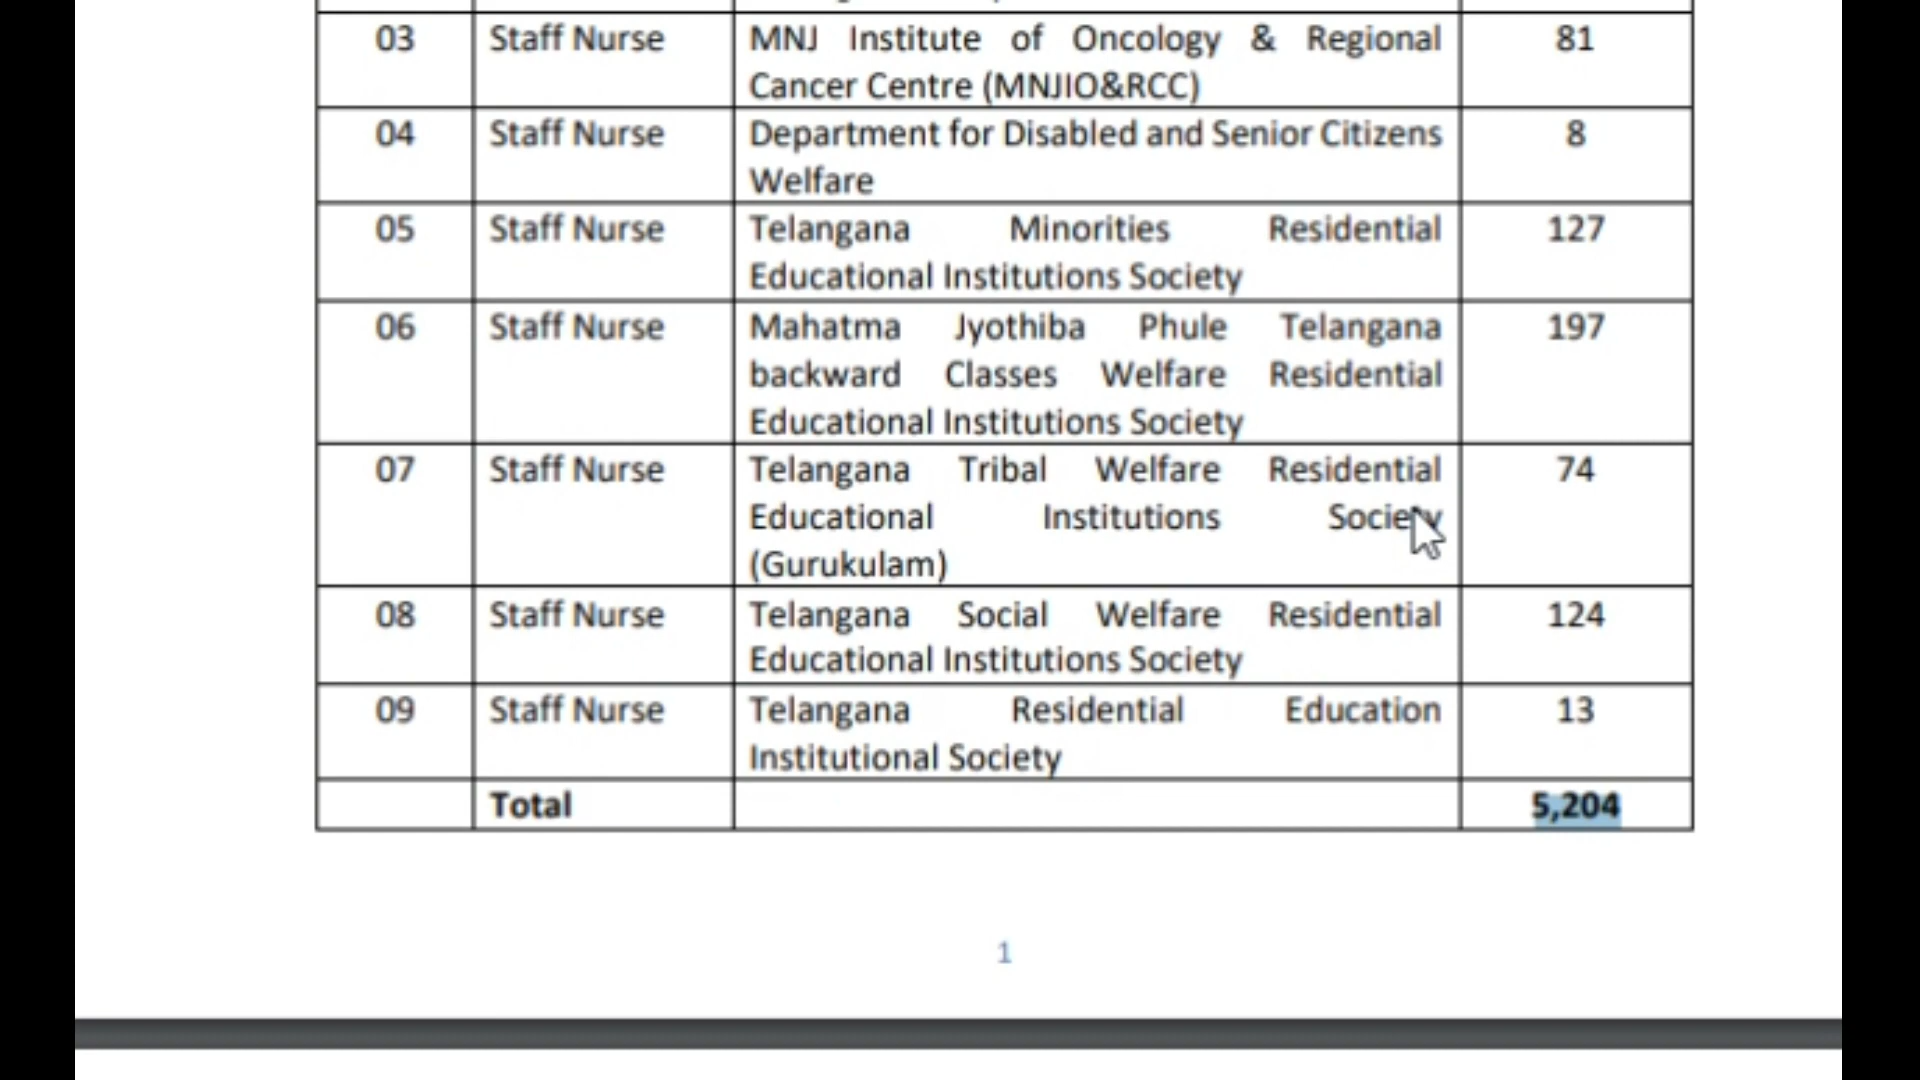 03 Staff Nurse MNJ Institute of Oncology & Regional 81
Cancer Centre (MNJIO&RCC)
04 Staff Nurse Department for Disabled and Senior Citizens 8
Welfare
05 Staff Nurse Telangana Minorities Residential 127
Educational Institutions Society
06 Staff Nurse Mahatma Jyothiba Phule Telangana 197
backward Classes Welfare Residential
Educational Institutions Society
07 Staff Nurse Telangana Tribal Welfare Residential 74
Educational Institutions Society
(Gurukulam)
08 Staff Nurse Telangana Social Welfare Residential 124
Educational Institutions Society
09 Staff Nurse Telangana Residential Education 13
Institutional Society
Total 5,204
1